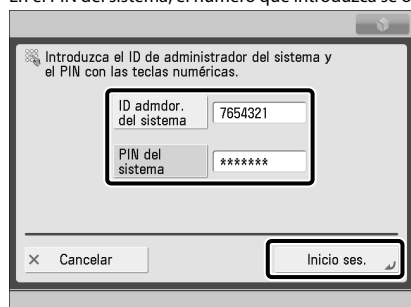 En el PIN del sistema, el número que introduzca se o
Introduzca el ID de administrador del sistema y
el PIN con las teclas numéricas.
ID admdor.
del sistema
7654321
PIN del
sistema
*******
× Cancelar
Inicio ses.